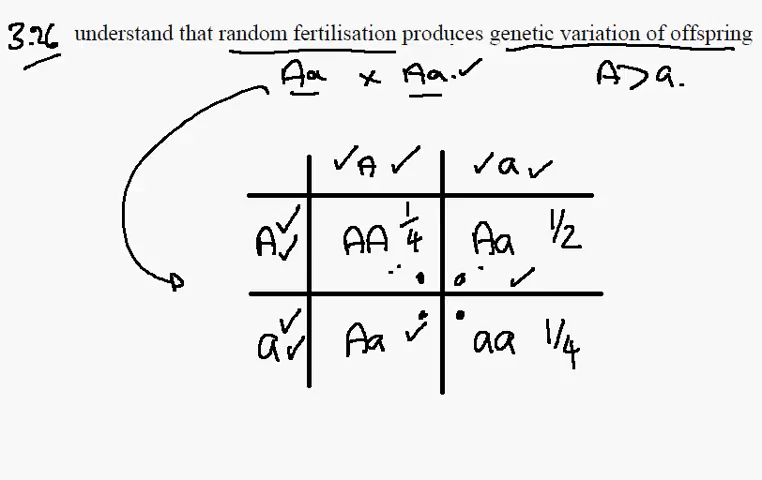 3.26 understand that random fertilisation produces genetic variation of offspring
Aa x Aa. ✓ A > a.
✓ A ✓ ✓ a ✓
A ✓ ✓ AA 1/4 Aa 1/2 ✓
a ✓ ✓ Aa ✓ aa 1/4